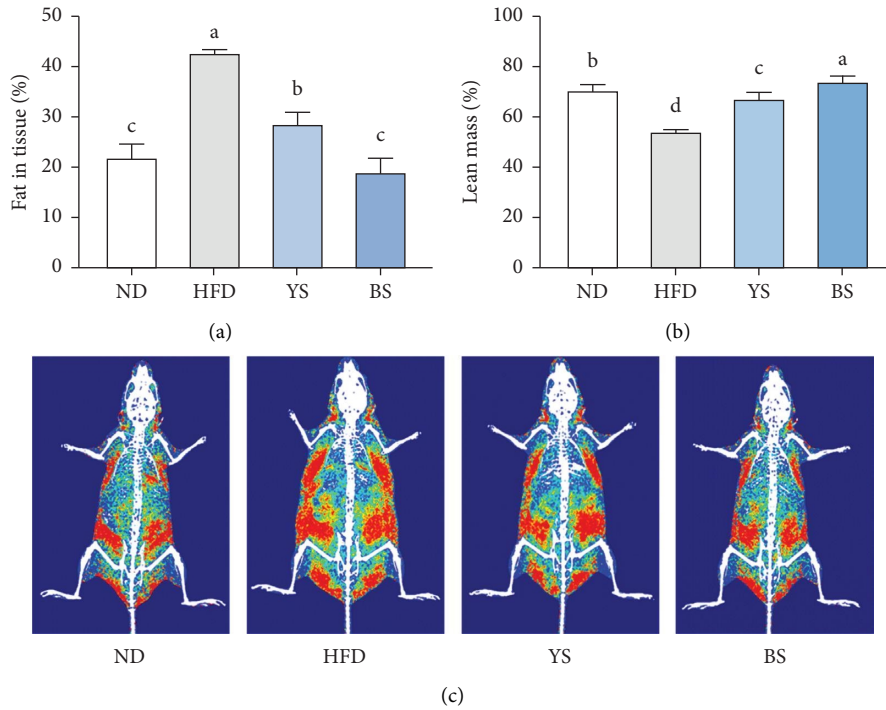 Fat in tissue (%)
50
40
30
20
10
0
c
a
b
c
ND HFD YS BS
(a)
Lean mass (%)
100
80
60
40
20
0
b
d
c
a
ND HFD YS BS
(b)
ND HFD YS BS
(c)